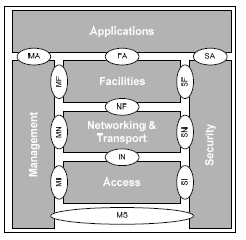 Applications
MA
FA
SA
MF
Facilities
SF
NF
Management
MN
Networking &
Transport
SN
Security
IN
MI
Access
SI
MS